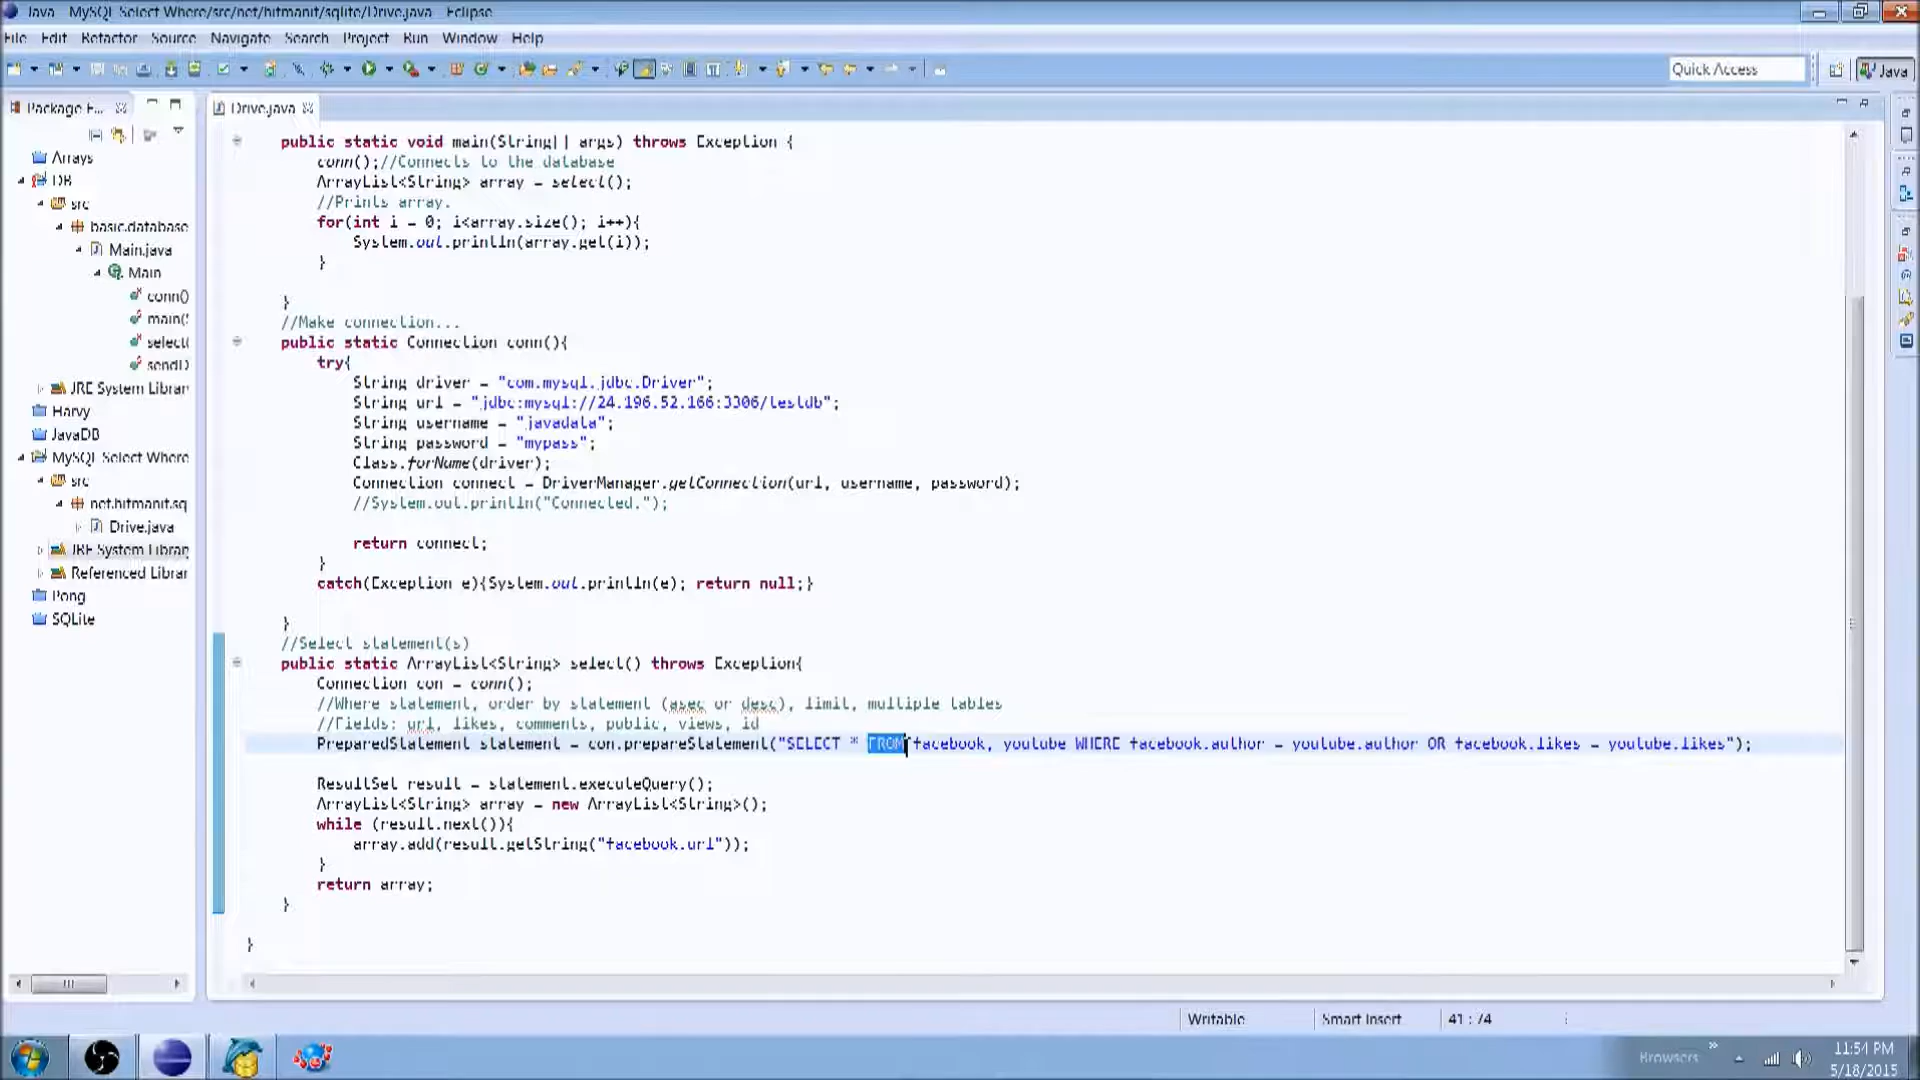 Java - MySQL Select Where/src/net/hitmanit/sqlite/Drive.java - Eclipse
File Edit Refactor Source Navigate Search Project Run Window Help
Quick Access
Java
Package E...
Drive.java
Arrays
DB
src
basic.database
Main.java
Main
conn()
main(
select(
sendD
JRE System Librar
Harvy
JavaDB
MySQL Select Where
src
net.hitmanit.sq
Drive.java
JRE System Librar
Referenced Librar
Pong
SQLite
public static void main(String[] args) throws Exception {
conn();//Connects to the database
ArrayList<String> array = select();
//Prints array.
for(int i = 0; i<array.size(); i++){
System.out.println(array.get(i));
}
}
//Make connection...
public static Connection conn(){
try{
String driver = "com.mysql.jdbc.Driver";
String url = "jdbc:mysql://24.196.52.166:3306/testdb";
String username = "javadata";
String password = "mypass";
Class.forName(driver);
Connection connect = DriverManager.getConnection(url, username, password);
//System.out.println("Connected.");
return connect;
}
catch(Exception e){System.out.println(e); return null;}
}
//Select statement(s)
public static ArrayList<String> select() throws Exception{
Connection con = conn();
//Where statement, order by statement (asec or desc), limit, multiple tables
//Fields: url, likes, comments, public, views, id
PreparedStatement statement = con.prepareStatement("SELECT * FROM facebook, youtube WHERE facebook.author = youtube.author OR facebook.likes = youtube.likes");
ResultSet result = statement.executeQuery();
ArrayList<String> array = new ArrayList<String>();
while (result.next()){
array.add(result.getString("facebook.url"));
}
return array;
}
}
Writable
Smart Insert
41 : 74
Browsers
»
11:54 PM
5/18/2015